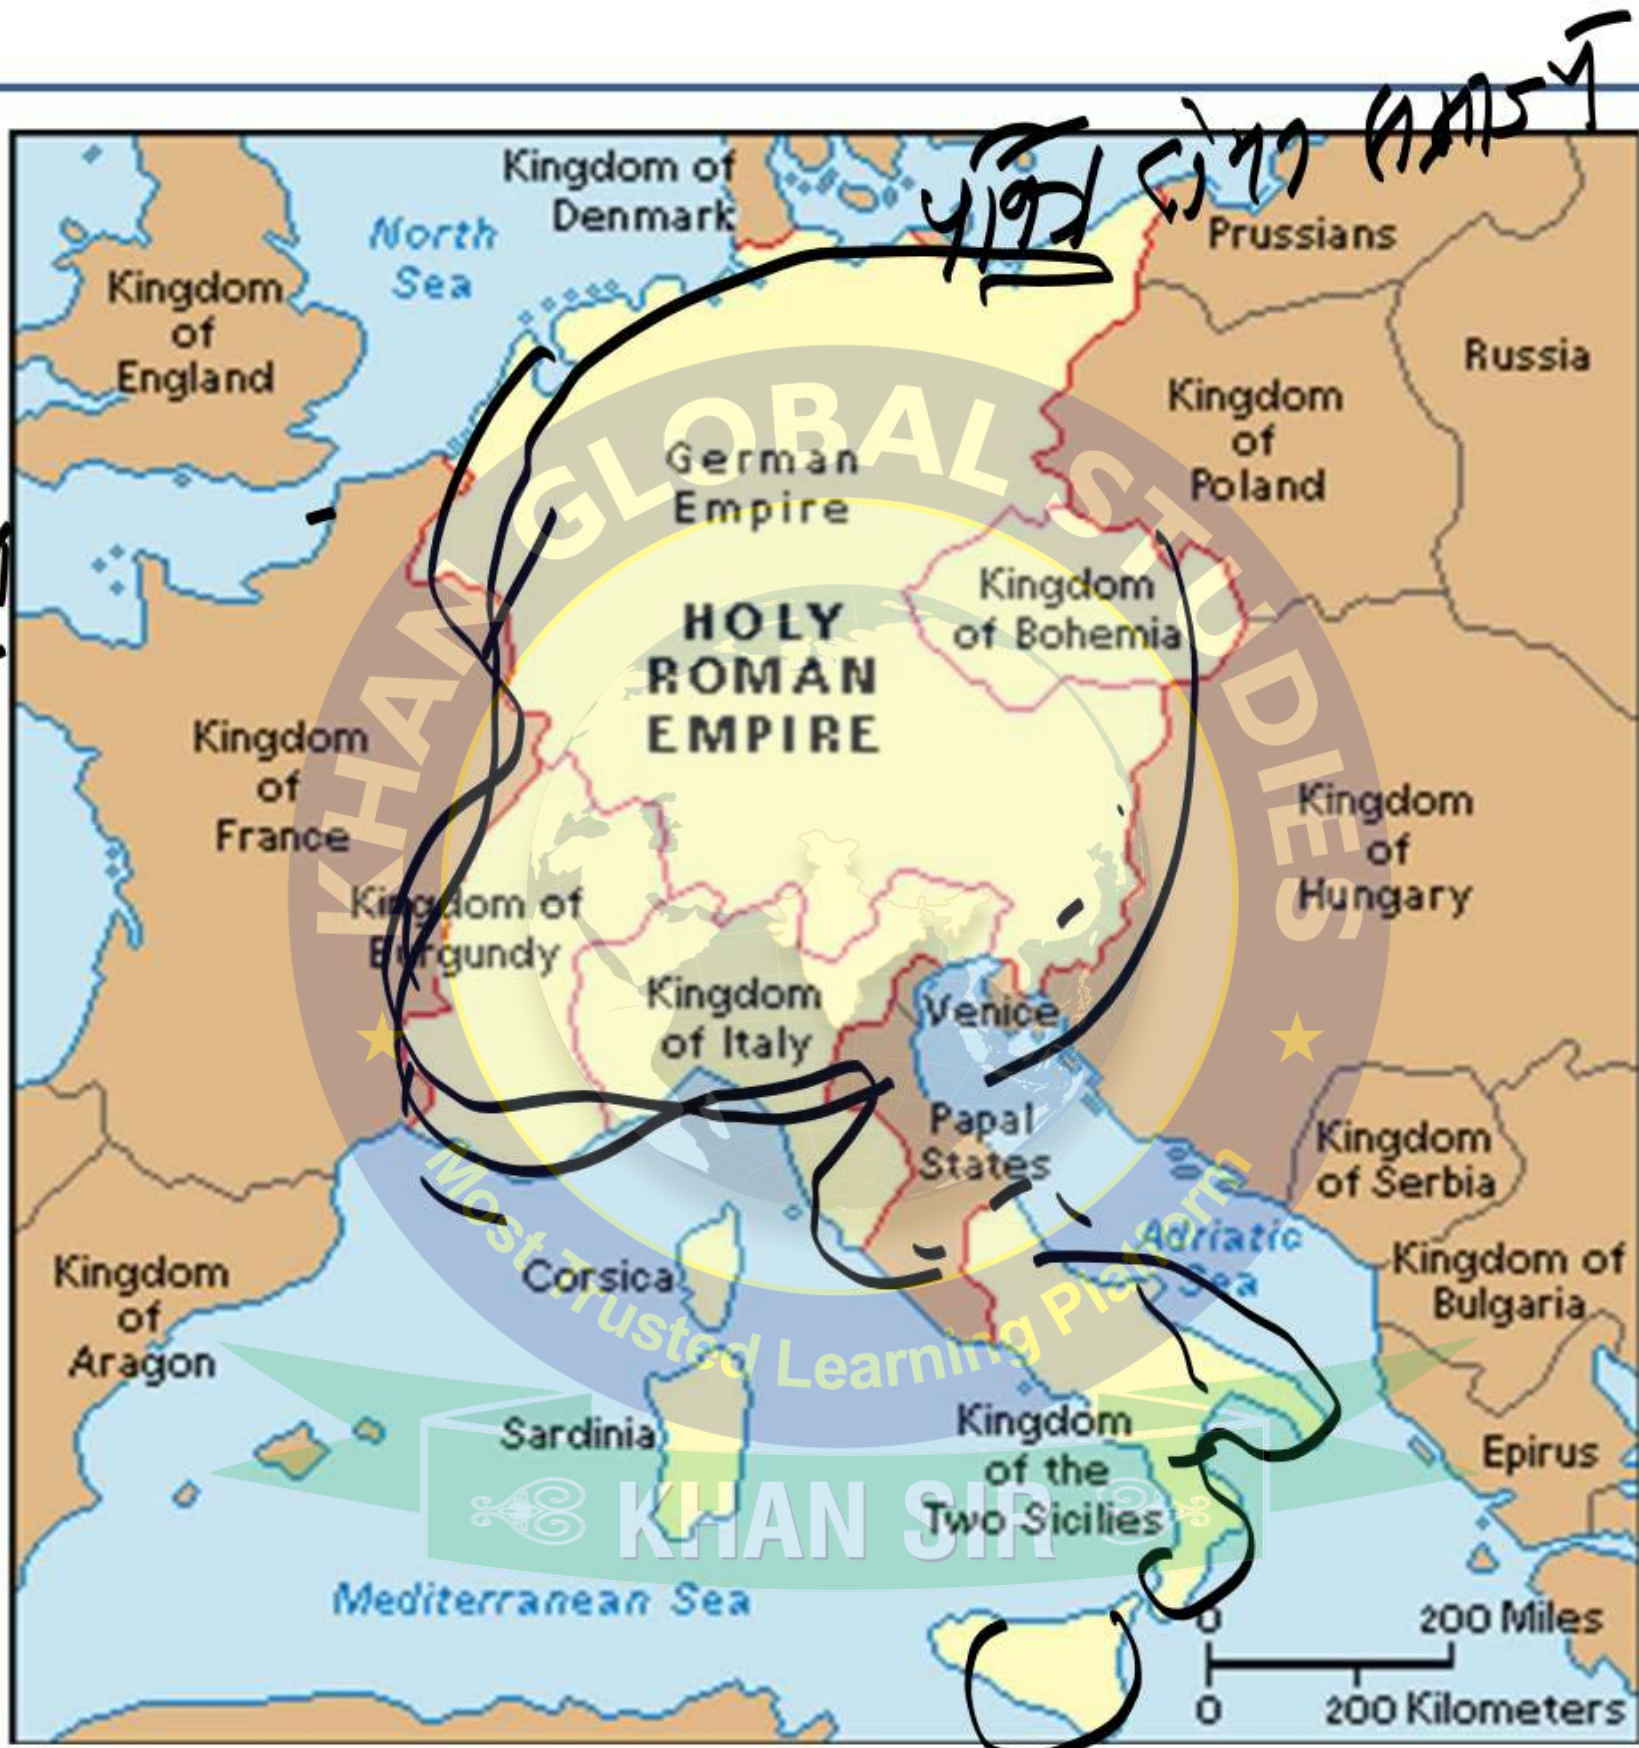 Kingdom of
Denmark
North
Sea
Prussians
Kingdom
of
England
Russia
Kingdom
of
Poland
German
Empire
Kingdom
of Bohemia
HOLY
ROMAN
EMPIRE
Kingdom
of
France
Kingdom
of
Hungary
Kingdom of
Burgundy
Kingdom
of Italy
Venice
Papal
States
Kingdom
of Serbia
Adriatic
Sea
Kingdom of
Bulgaria
Kingdom
of
Aragon
Corsica
Sardinia
Kingdom
of the
Two Sicilies
Epirus
Mediterranean Sea
0 200 Miles
0 200 Kilometers
KHAN GLOBAL STUDIES
Most Trusted Learning Platform
KHAN SIR